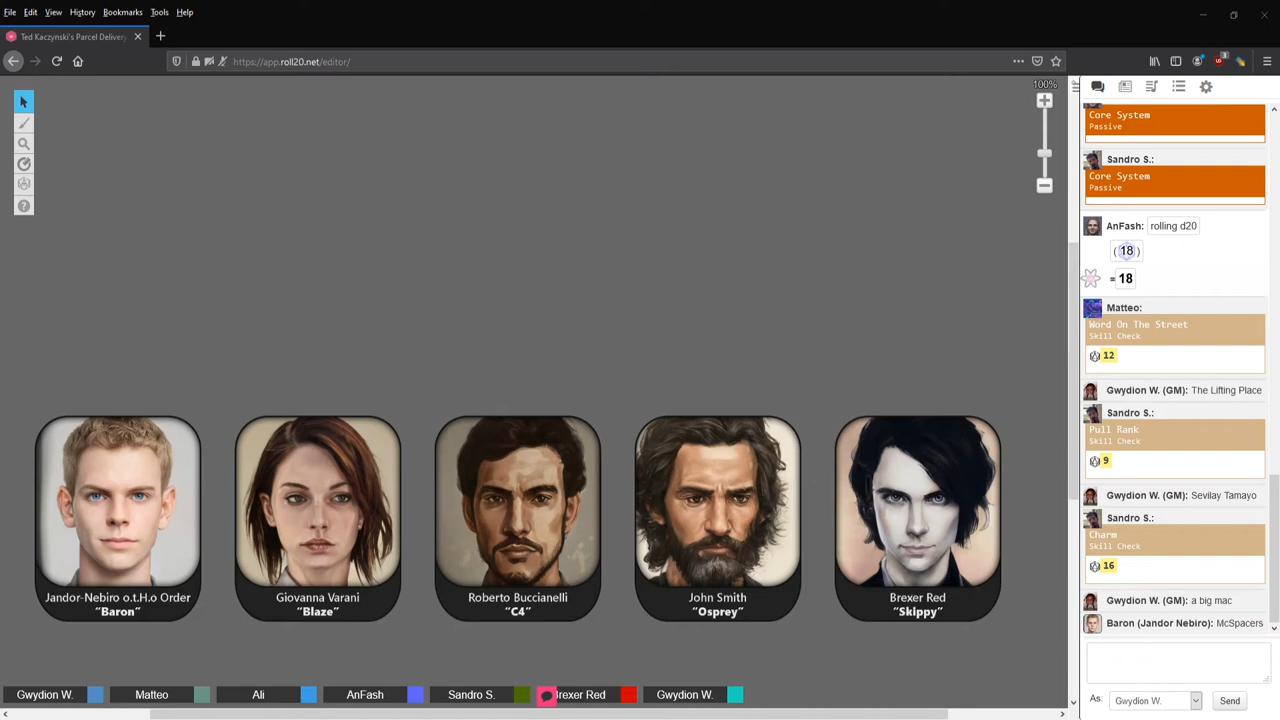 File Edit View History Bookmarks Tools Help
Ted Kaczynski's Parcel Delivery
https://app.roll20.net/editor/
3
100%
Core System
Passive
Sandro S.:
Core System
Passive
AnFash: rolling d20
(18)
=18
Matteo:
Word On The Street
Skill Check
12
Gwydion W. (GM): The Lifting Place
Sandro S.:
Pull Rank
Skill Check
9
Gwydion W. (GM): Sevilay Tamayo
Sandro S.:
Charm
Skill Check
16
Gwydion W. (GM): a big mac
Baron (Jandor Nebiro): McSpacers
As: Gwydion W. Send
Jandor-Nebiro o.t.H.o Order
"Baron"
Giovanna Varani
"Blaze"
Roberto Buccianelli
"C4"
John Smith
"Osprey"
Brexer Red
"Skippy"
Gwydion W. Matteo Ali AnFash Sandro S. Brexer Red Gwydion W.